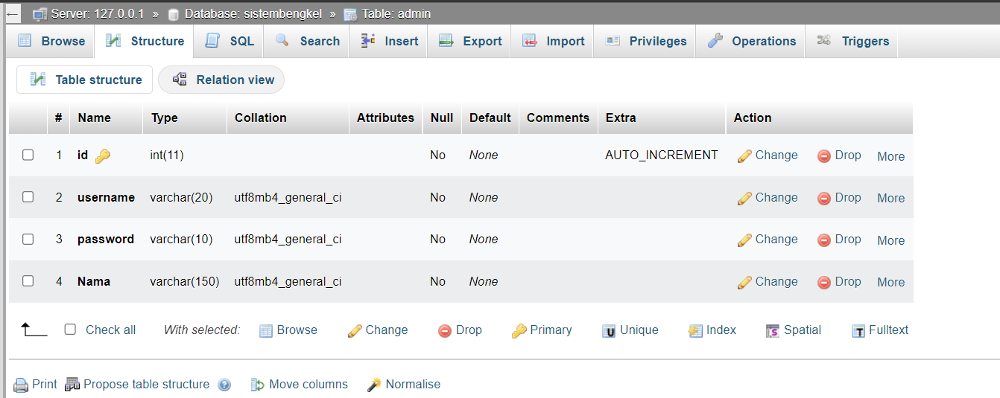 Server: 127.0.0.1 » Database: sistembengkel » Table: admin
Browse Structure SQL Search Insert Export Import Privileges Operations Triggers
Table structure Relation view
# Name Type Collation Attributes Null Default Comments Extra Action
1 id int(11) No None AUTO_INCREMENT Change Drop More
2 username varchar(20) utf8mb4_general_ci No None Change Drop More
3 password varchar(10) utf8mb4_general_ci No None Change Drop More
4 Nama varchar(150) utf8mb4_general_ci No None Change Drop More
Check all With selected: Browse Change Drop Primary U Unique Index S Spatial T Fulltext
Print Propose table structure ? Move columns Normalise